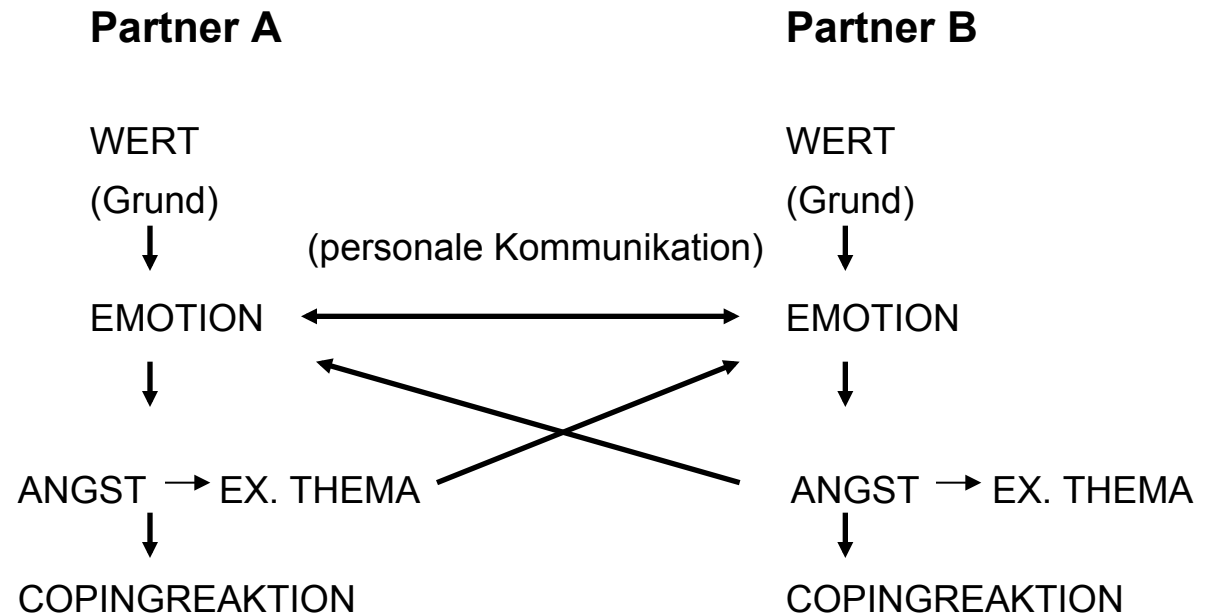 Partner A Partner B
WERT WERT
(Grund) (Grund)
(personale Kommunikation)
EMOTION EMOTION
ANGST EX. THEMA ANGST EX. THEMA
COPINGREAKTION COPINGREAKTION